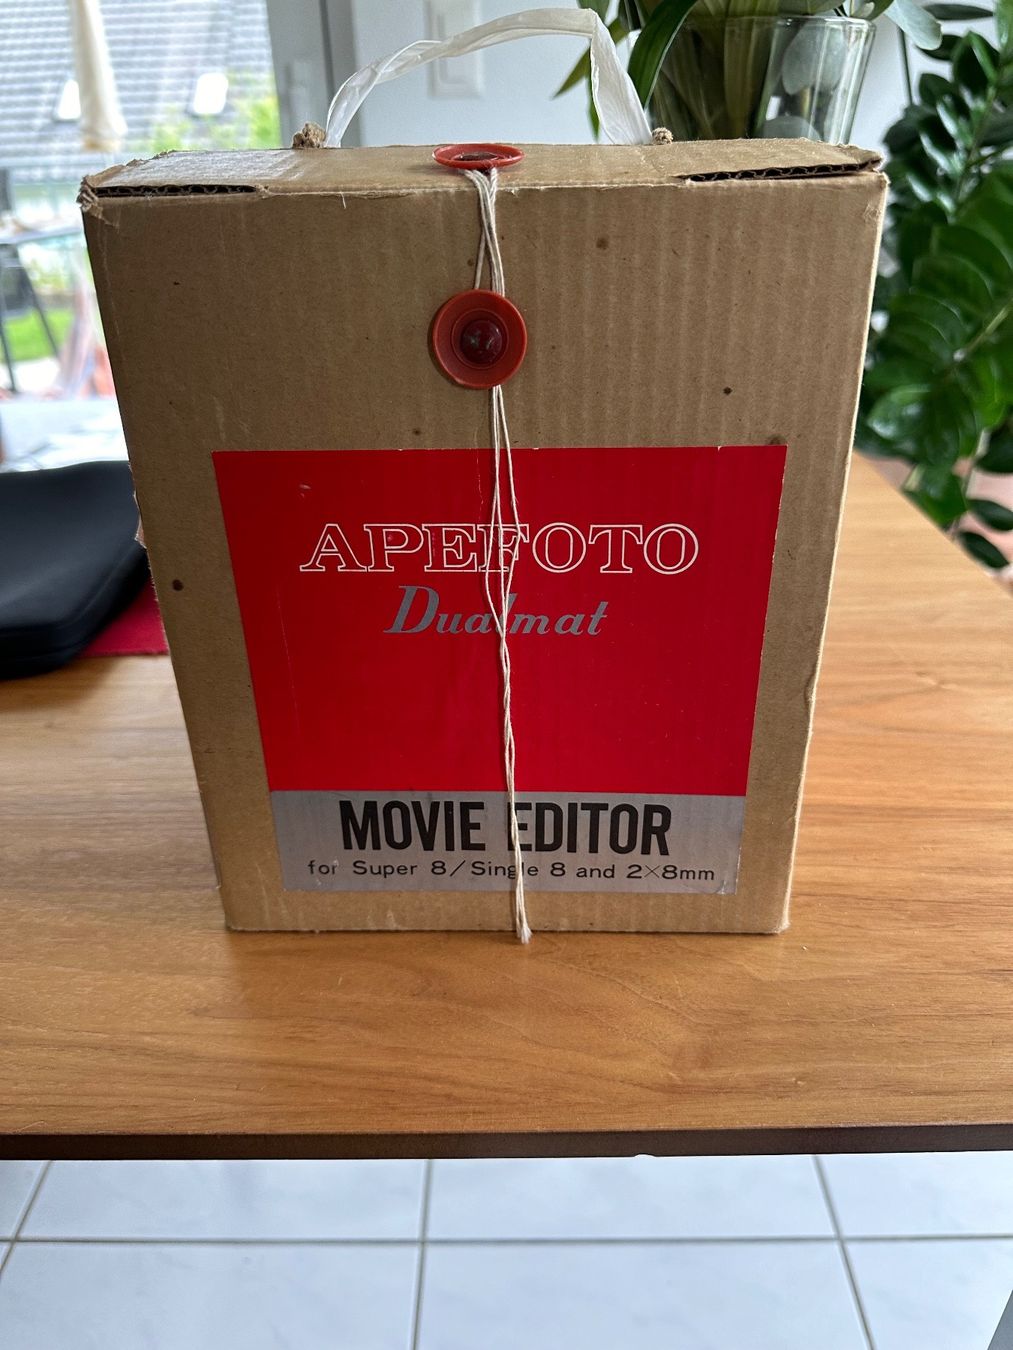 APEFOTO
Dualmat
MOVIE EDITOR
for Super 8/Single 8 and 2×8mm